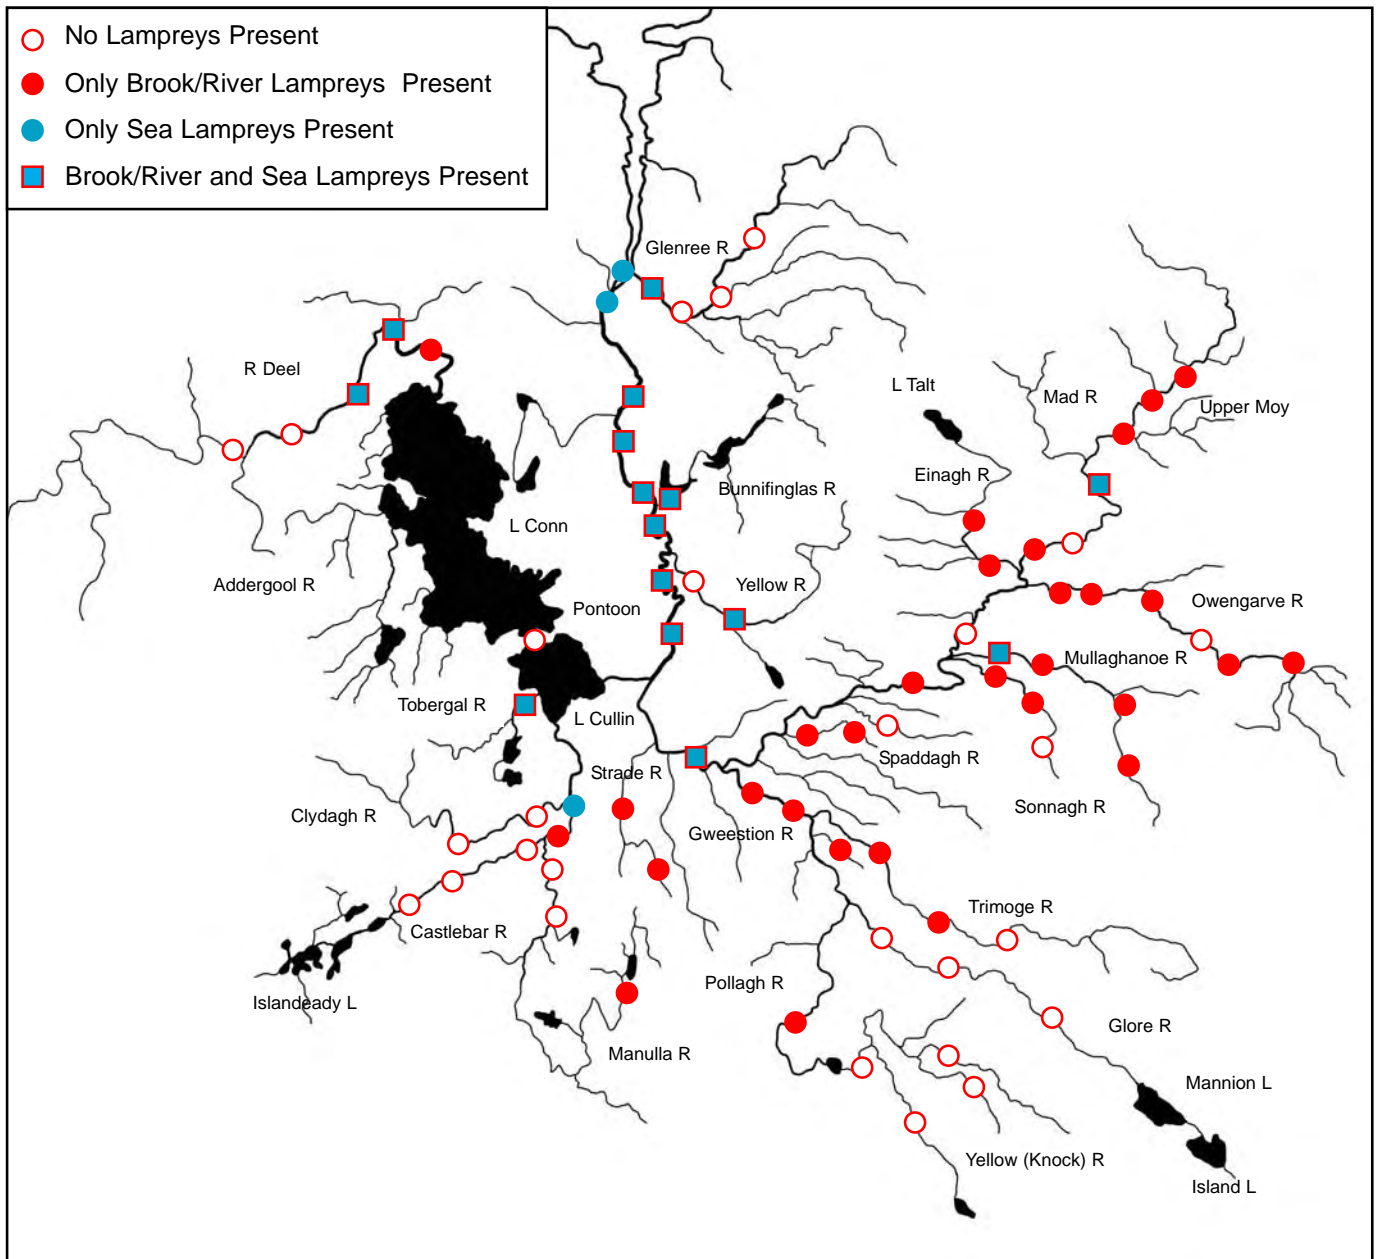 No Lampreys Present
Only Brook/River Lampreys Present
Only Sea Lampreys Present
Brook/River and Sea Lampreys Present
Glenree R
R Deel
L Talt
Mad R
Upper Moy
Einagh R
Bunnifinglas R
L Conn
Addergool R
Yellow R
Pontoon
Owengarve R
Mullaghanoe R
Tobergal R
L Cullin
Spaddagh R
Strade R
Sonnagh R
Clydagh R
Gweestion R
Trimoge R
Castlebar R
Pollagh R
Islandeady L
Glore R
Manulla R
Mannion L
Yellow (Knock) R
Island L